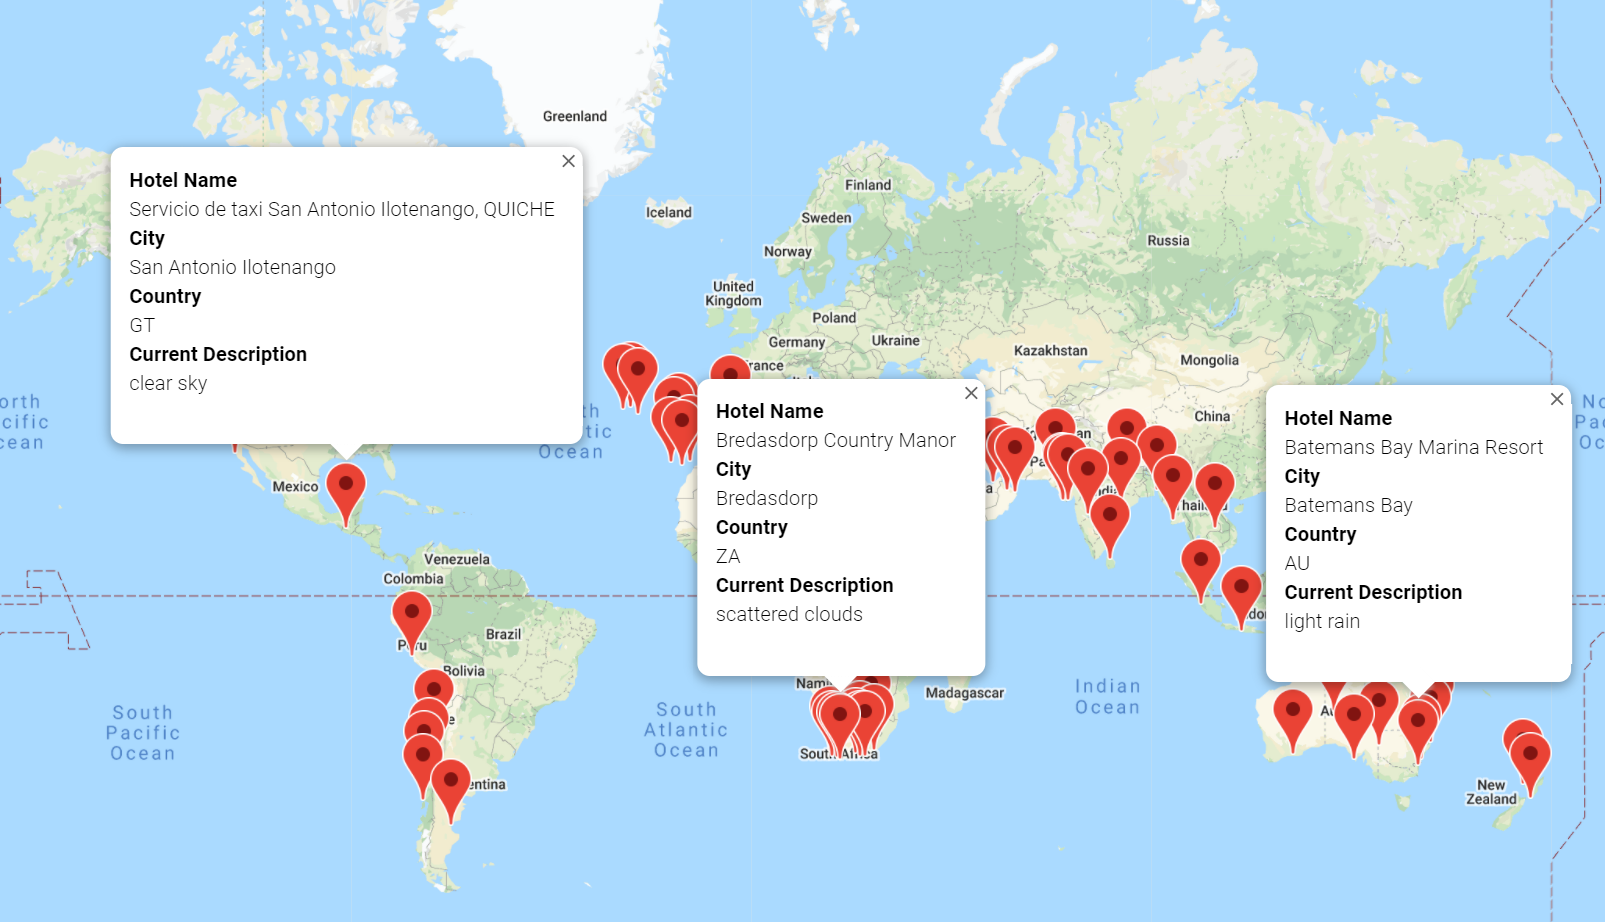 Greenland
Hotel Name
Servicio de taxi San Antonio Ilotenango, QUICHE
City
San Antonio Ilotenango
Country
GT
Current Description
clear sky
Iceland
Finland
Sweden
Norway
Russia
United
Kingdom
Poland
Germany
Ukraine
rance
Kazakhstan
Mongolia
China
orth
cific
cean
th
tic
Ocean
No
Pa
Oc
Hotel Name
Bredasdorp Country Manor
City
Bredasdorp
Country
ZA
Current Description
scattered clouds
Hotel Name
Batemans Bay Marina Resort
City
Batemans Bay
Country
AU
Current Description
light rain
Mexico
Venezuela
Colombia
Brazil
Peru
Bolivia
entina
South
Pacific
Ocean
South
Atlantic
Ocean
Nami
South Africa
Madagascar
Indian
Ocean
New
Zealand